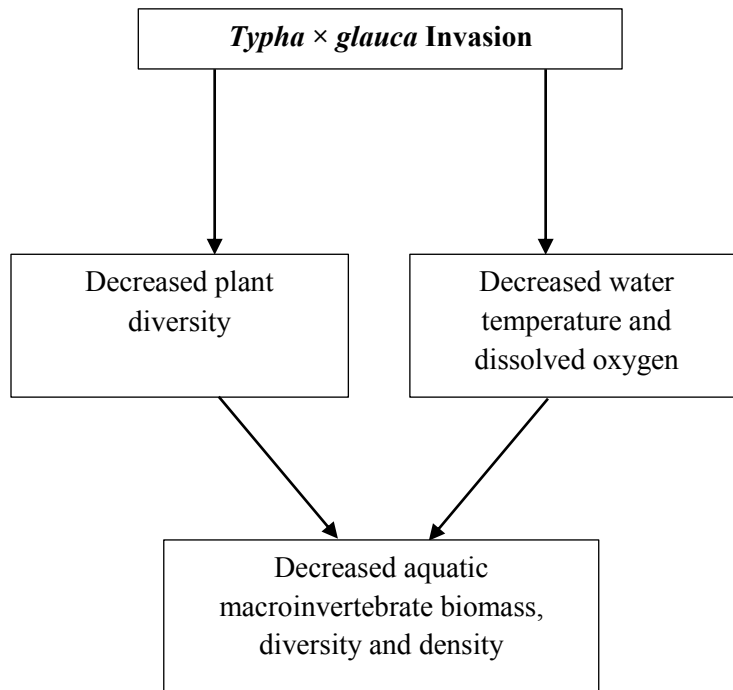 Typha × glauca Invasion
Decreased plant
diversity
Decreased water
temperature and
dissolved oxygen
Decreased aquatic
macroinvertebrate biomass,
diversity and density